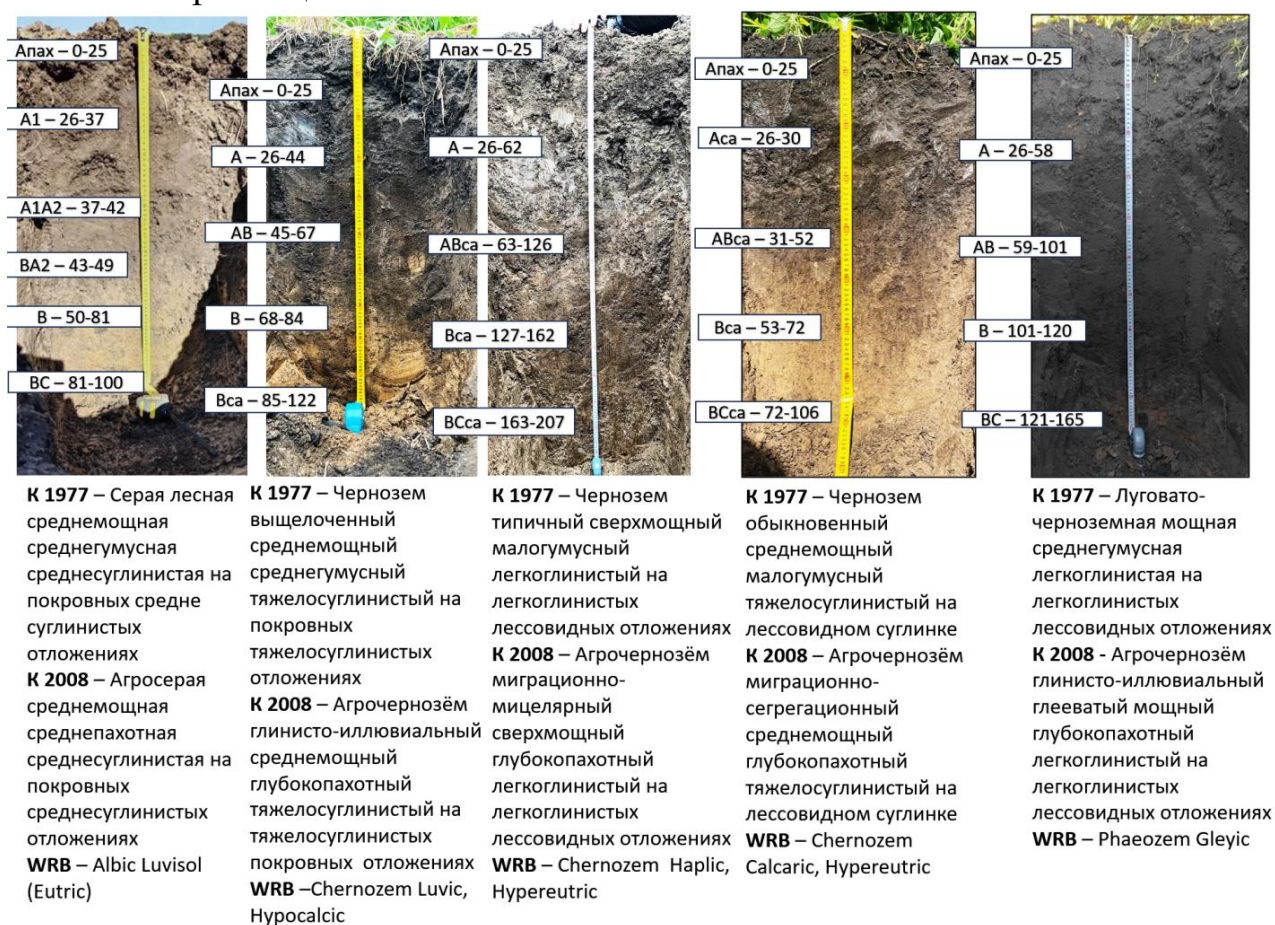 Апах – 0-25
А1 – 26-37
А1А2 – 37-42
ВА2 – 43-49
В – 50-81
ВС – 81-100
К 1977 – Серая лесная
среднемощная
среднегумусная
среднесуглинистая на
покровных средне
суглинистых
отложениях
К 2008 – Агросерая
среднемощная
среднепахотная
среднесуглинистая на
покровных
среднесуглинистых
отложениях
WRB – Albic Luvisol
(Eutric)
Апах – 0-25
А – 26-44
АВ – 45-67
В – 68-84
Вса – 85-122
К 1977 – Чернозем
выщелоченный
среднемощный
среднегумусный
тяжелосуглинистый на
покровных
тяжелосуглинистых
отложениях
К 2008 – Агрочернозём
глинисто-иллювиальный
среднемощный
глубокопахотный
тяжелосуглинистый на
тяжелосуглинистых
покровных отложениях
WRB –Chernozem Luvic,
Hypocalcic
Апах – 0-25
А – 26-62
АВса – 63-126
Вса – 127-162
ВСса – 163-207
К 1977 – Чернозем
типичный сверхмощный
малогумусный
легкоглинистый на
легкоглинистых
лессовидных отложениях
К 2008 – Агрочернозём
миграционно-
мицелярный
сверхмощный
глубокопахотный
легкоглинистый на
легкоглинистых
лессовидных отложениях
WRB – Chernozem Haplic,
Hypereutric
Апах – 0-25
Аса – 26-30
АВса – 31-52
Вса – 53-72
ВСса – 72-106
К 1977 – Чернозем
обыкновенный
среднемощный
малогумусный
тяжелосуглинистый на
лессовидном суглинке
К 2008 – Агрочернозём
миграционно-
сегрегационный
среднемощный
глубокопахотный
тяжелосуглинистый на
лессовидном суглинке
WRB – Chernozem
Calcaric, Hypereutric
Апах – 0-25
А – 26-58
АВ – 59-101
В – 101-120
ВС – 121-165
К 1977 – Луговато-
черноземная мощная
среднегумусная
легкоглинистая на
легкоглинистых
лессовидных отложениях
К 2008 - Агрочернозём
глинисто-иллювиальный
глееватый мощный
глубокопахотный
легкоглинистый на
легкоглинистых
лессовидных отложениях
WRB – Phaeozem Gleyic